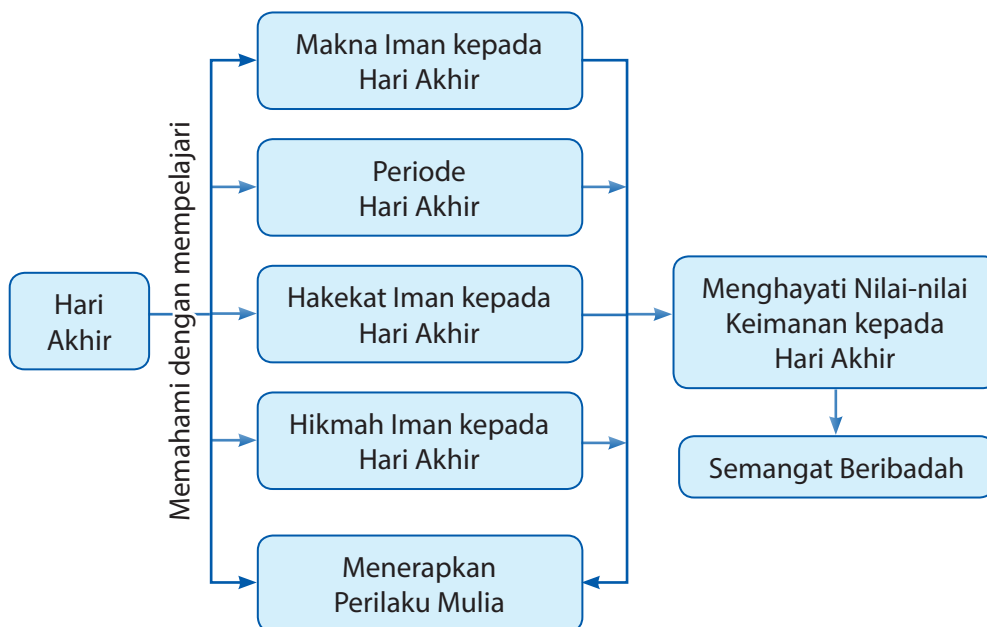 Hari
Akhir
Memahami dengan mempelajari
Makna Iman kepada
Hari Akhir
Periode
Hari Akhir
Hakekat Iman kepada
Hari Akhir
Hikmah Iman kepada
Hari Akhir
Menerapkan
Perilaku Mulia
Menghayati Nilai-nilai
Keimanan kepada
Hari Akhir
Semangat Beribadah